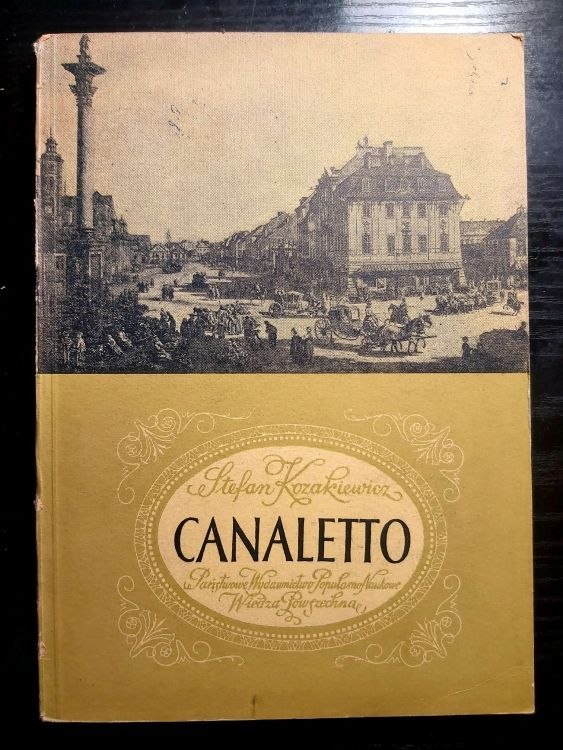 Stefan Kozakiewicz
CANALETTO
Państwowe Wydawnictwo Popularno-Naukowe
Wiedza Powszechna